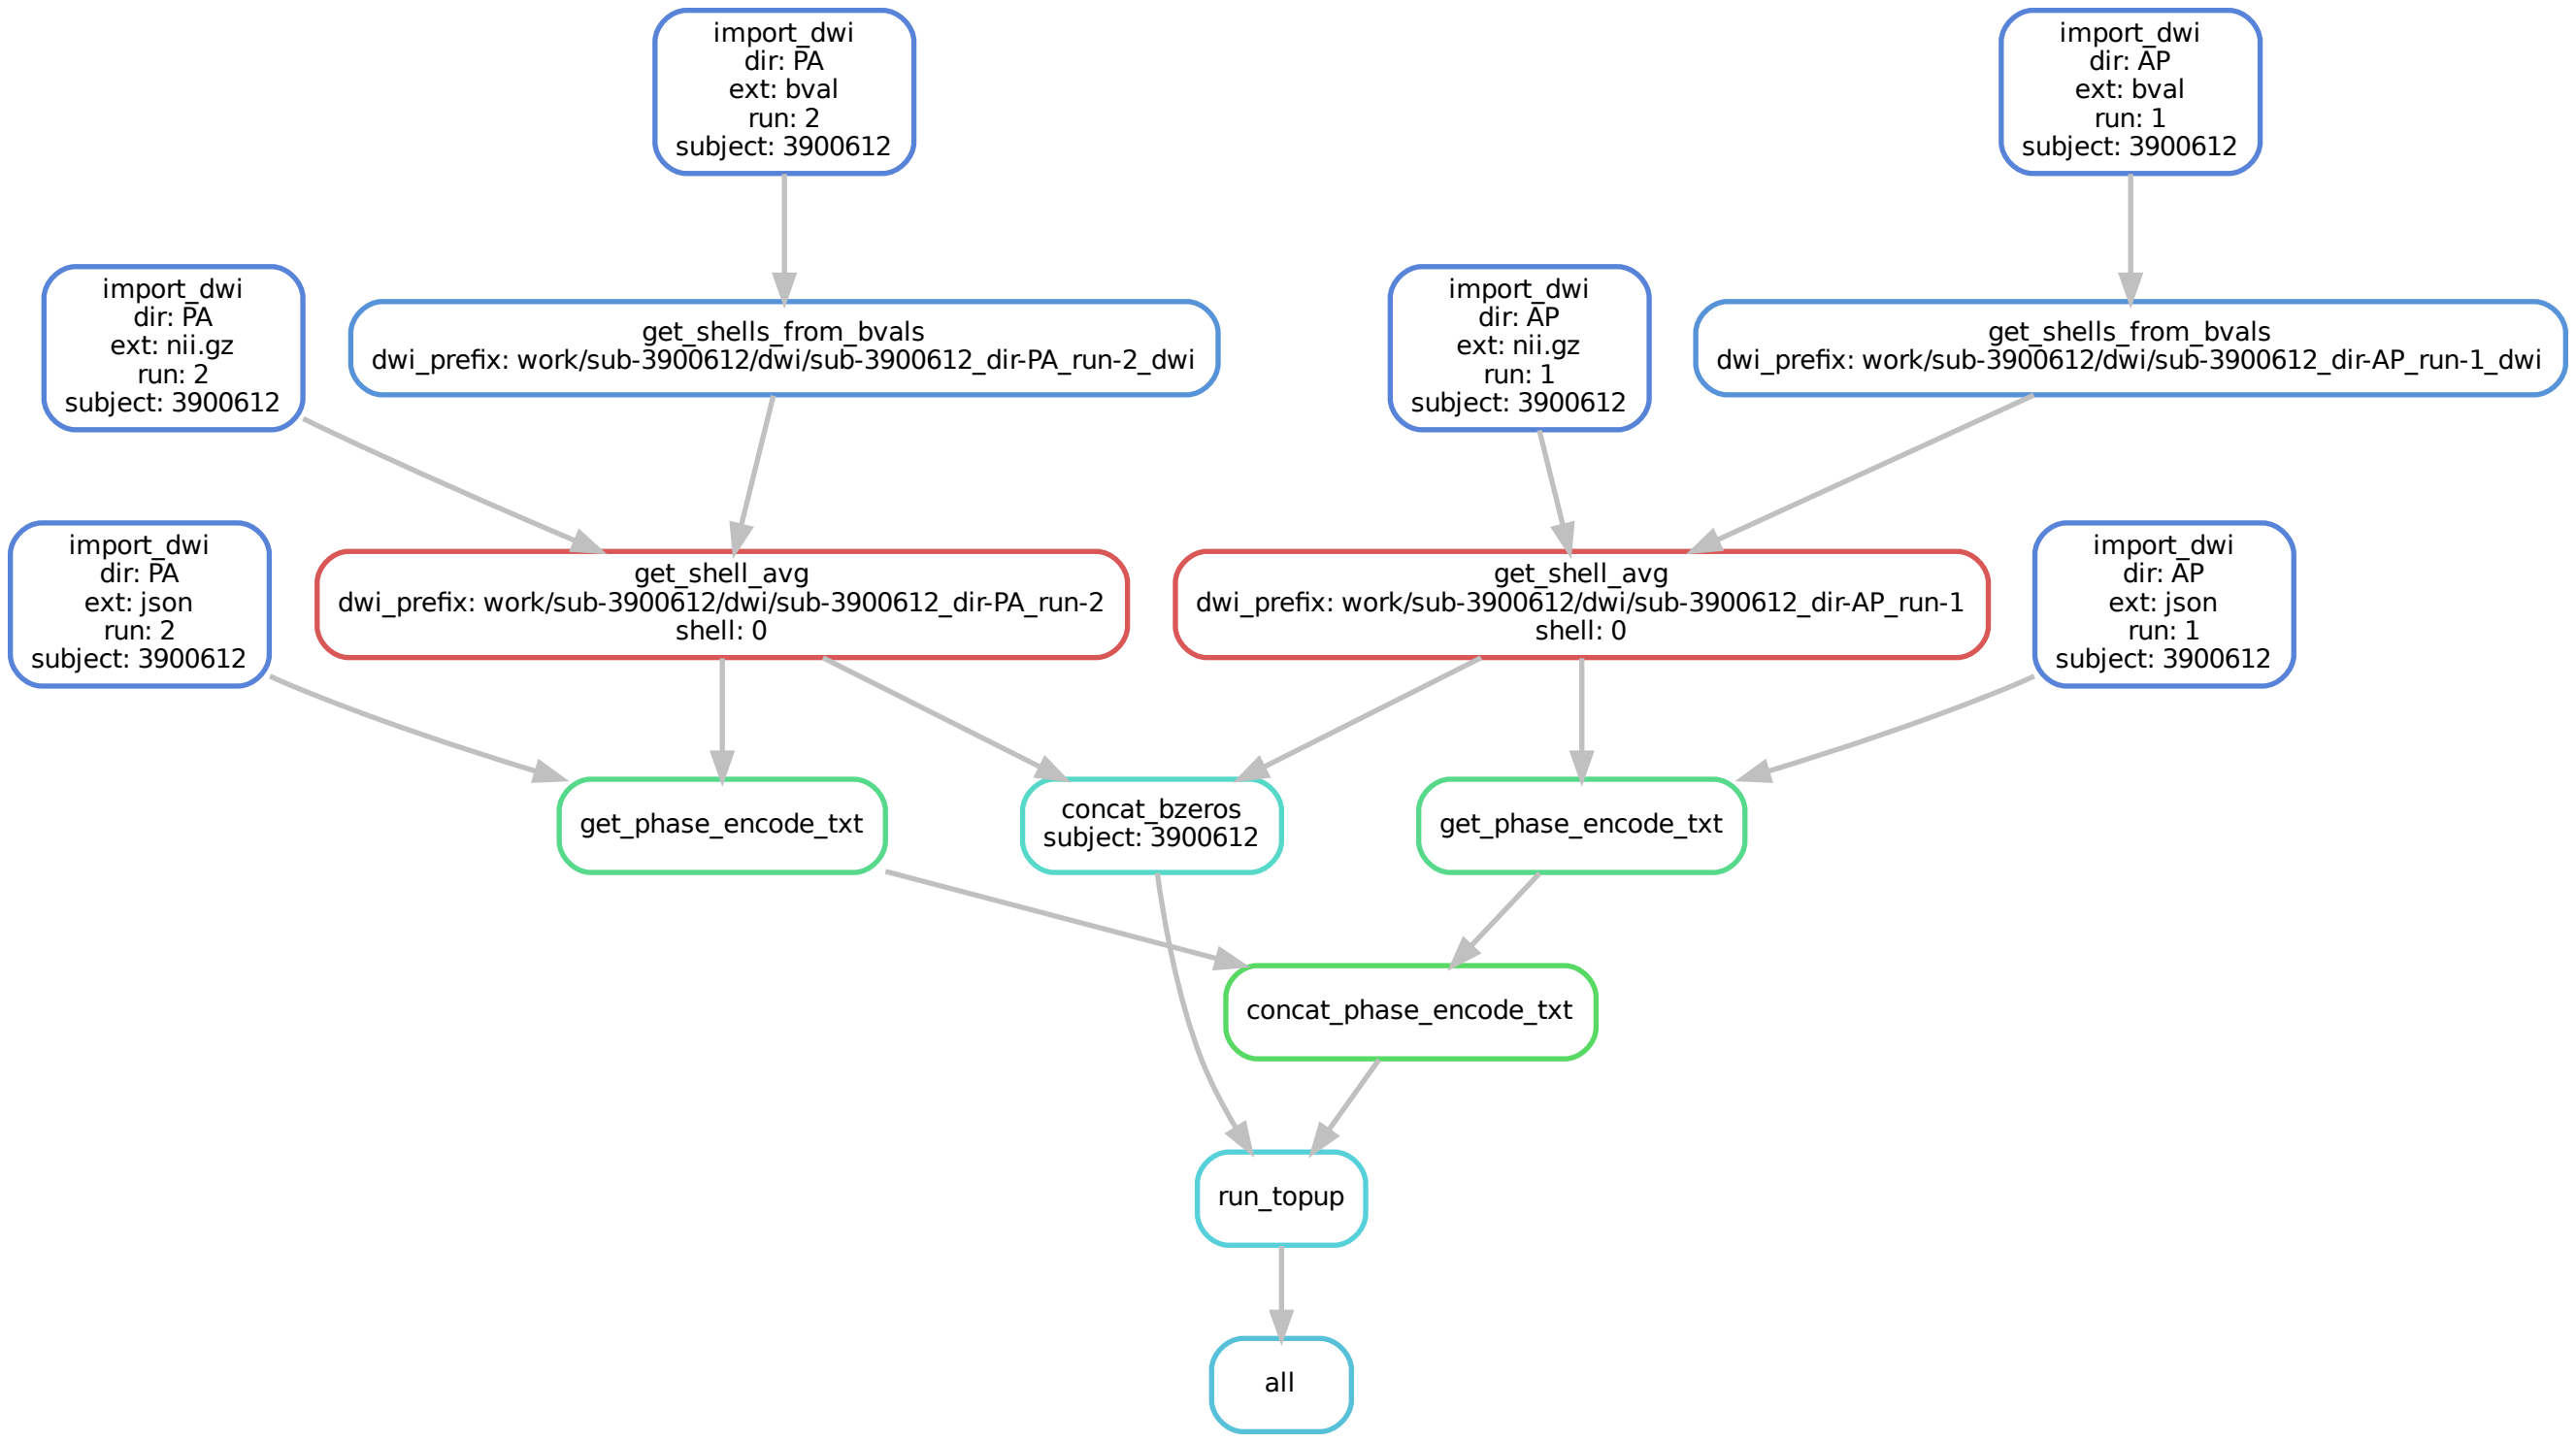 import_dwi
dir: PA
ext: bval
run: 2
subject: 3900612
import_dwi
dir: AP
ext: bval
run: 1
subject: 3900612
import_dwi
dir: PA
ext: nii.gz
run: 2
subject: 3900612
get_shells_from_bvals
dwi_prefix: work/sub-3900612/dwi/sub-3900612_dir-PA_run-2_dwi
import_dwi
dir: AP
ext: nii.gz
run: 1
subject: 3900612
get_shells_from_bvals
dwi_prefix: work/sub-3900612/dwi/sub-3900612_dir-AP_run-1_dwi
import_dwi
dir: PA
ext: json
run: 2
subject: 3900612
get_shell_avg
dwi_prefix: work/sub-3900612/dwi/sub-3900612_dir-PA_run-2
shell: 0
get_shell_avg
dwi_prefix: work/sub-3900612/dwi/sub-3900612_dir-AP_run-1
shell: 0
import_dwi
dir: AP
ext: json
run: 1
subject: 3900612
get_phase_encode_txt
concat_bzeros
subject: 3900612
get_phase_encode_txt
concat_phase_encode_txt
run_topup
all